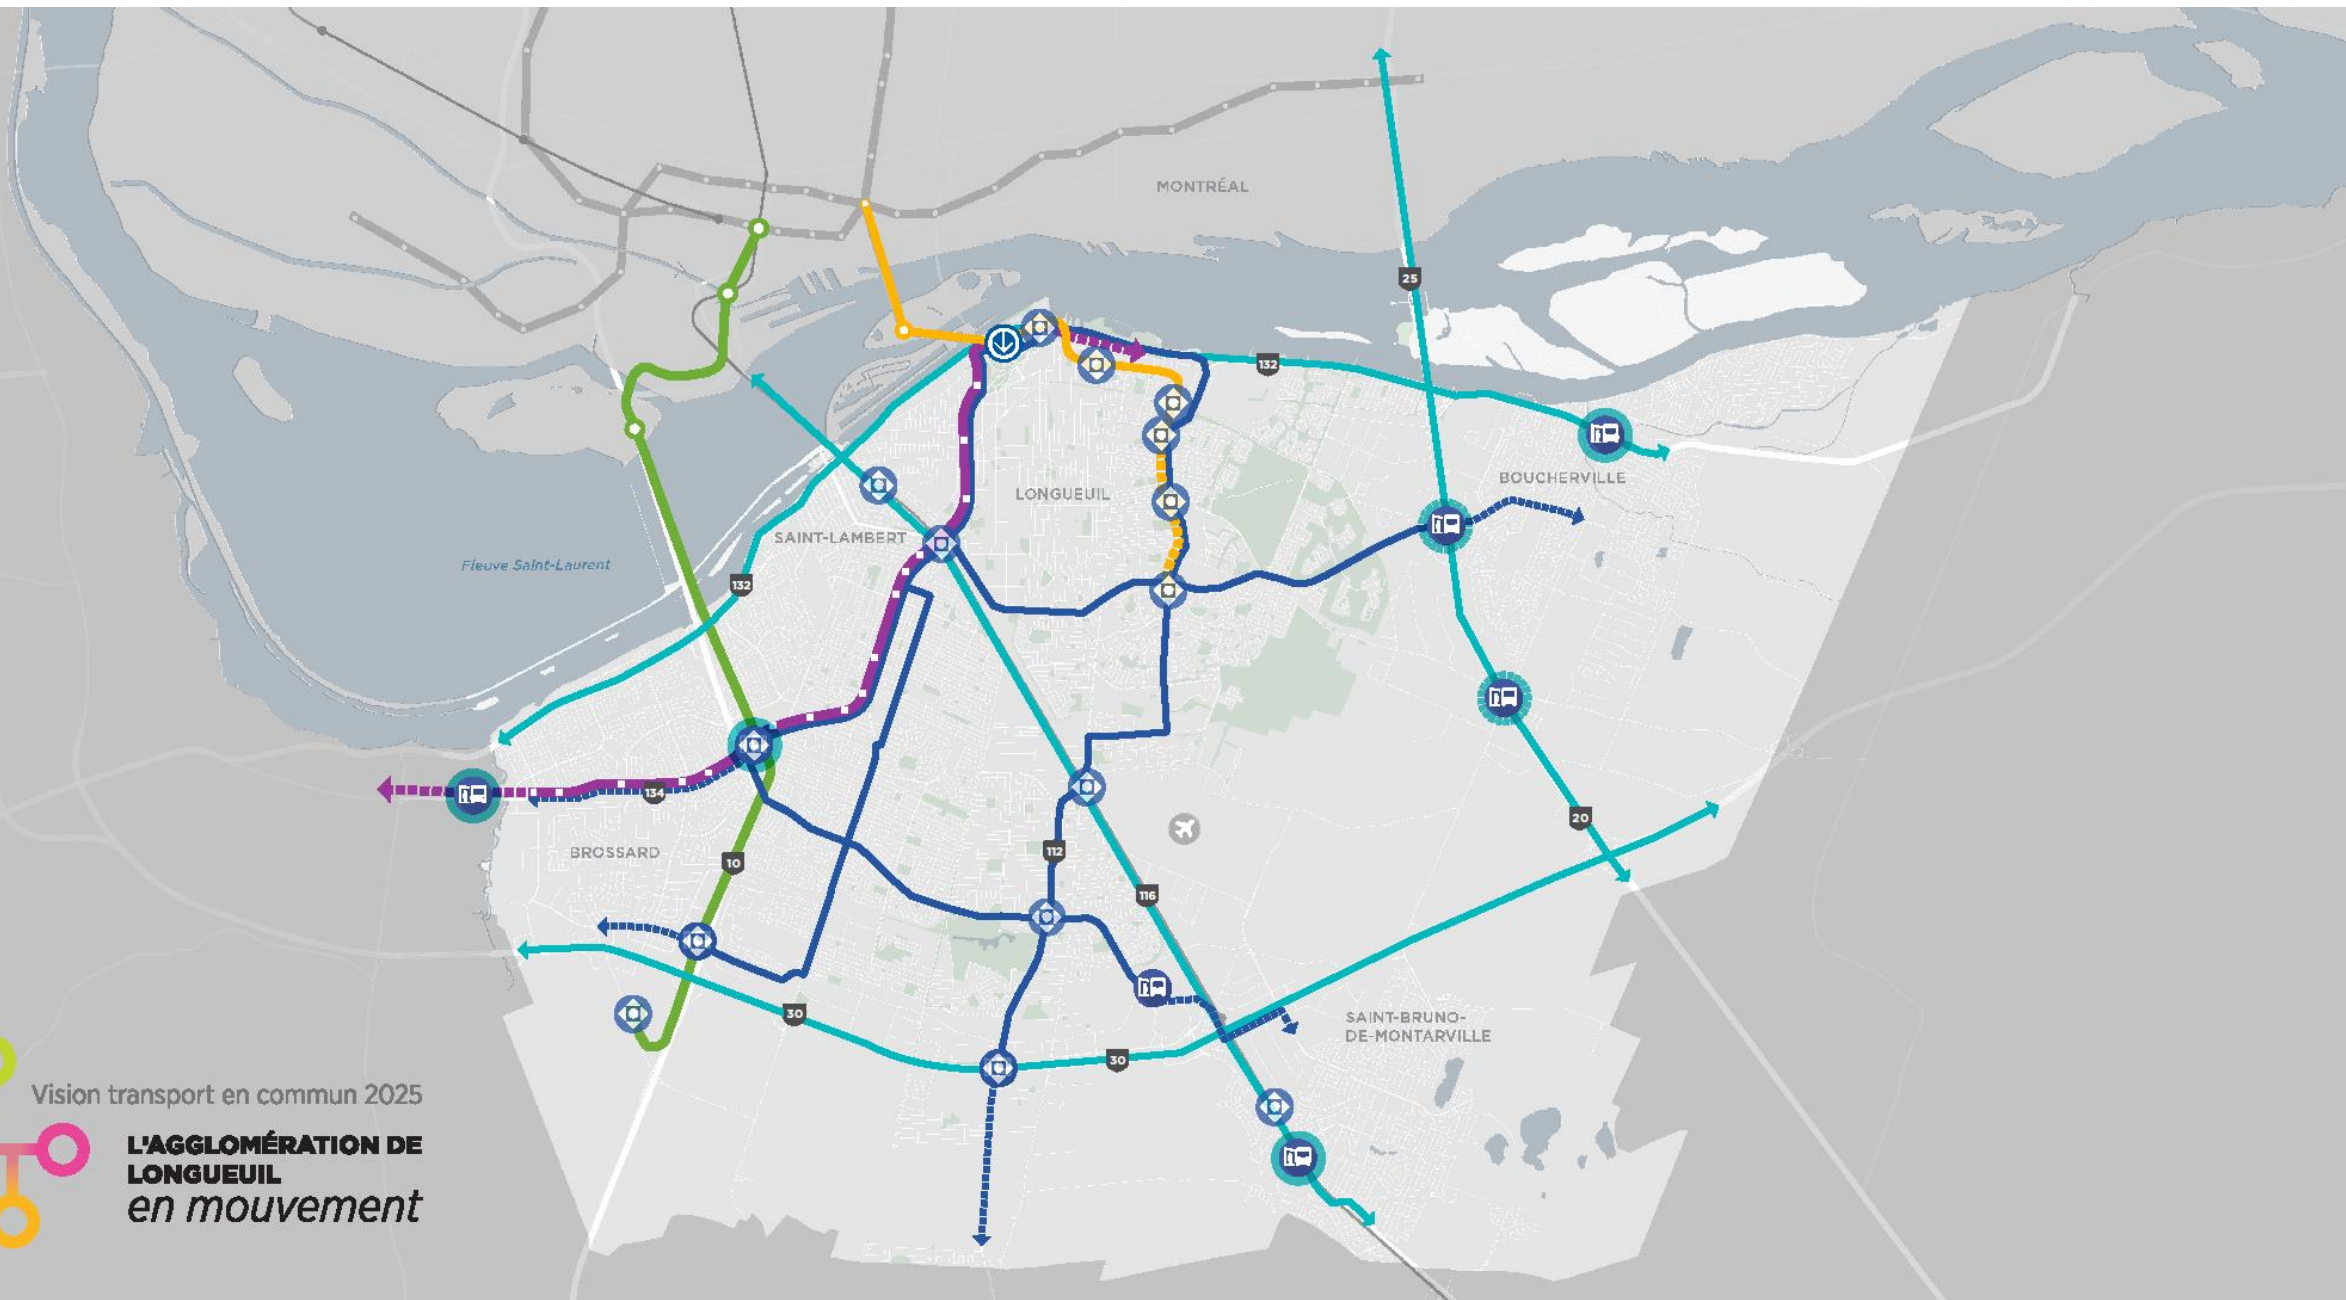 MONTRÉAL
25
132
BOUCHERVILLE
LONGUEUIL
SAINT-LAMBERT
Fleuve Saint-Laurent
132
134
20
BROSSARD
10
112
116
30
SAINT-BRUNO-
DE-MONTARVILLE
30
Vision transport en commun 2025
L'AGGLOMÉRATION DE
LONGUEUIL
en mouvement